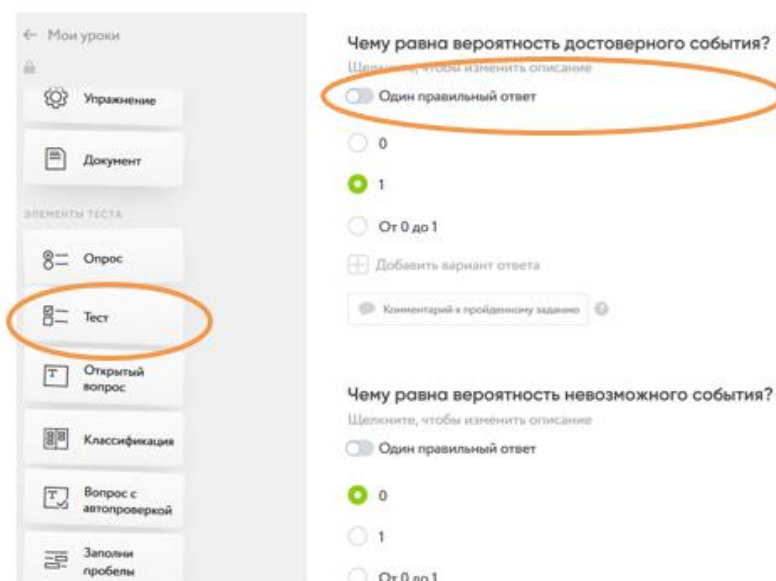 ← Мои уроки
Упражнение
Документ
ЭЛЕМЕНТЫ ТЕСТА
Опрос
Тест
Открытый
вопрос
Классификация
Вопрос с
автопроверкой
Заполни
пробелы
Чему равна вероятность достоверного события?
Щелкните, чтобы изменить описание
Один правильный ответ
0
1
От 0 до 1
Добавить вариант ответа
Комментарий к пройденному заданию
Чему равна вероятность невозможного события?
Щелкните, чтобы изменить описание
Один правильный ответ
0
1
От 0 до 1